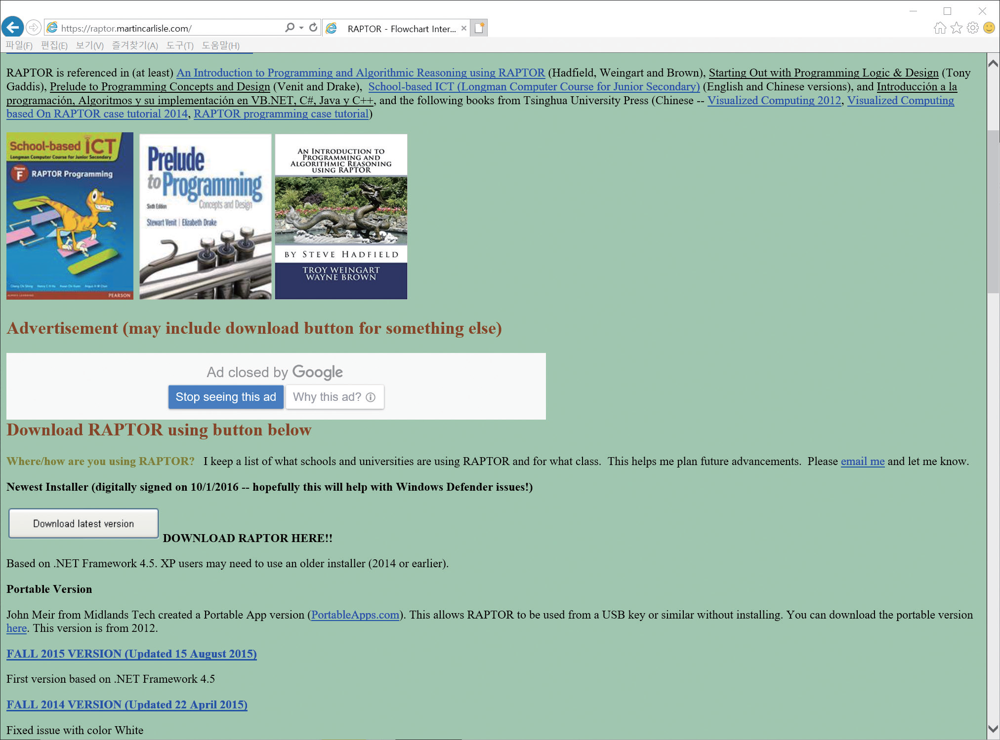 https://raptor.martincarlisle.com/
RAPTOR - Flowchart Inter...
파일(F) 편집(E) 보기(V) 즐겨찾기(A) 도구(T) 도움말(H)
RAPTOR is referenced in (at least) An Introduction to Programming and Algorithmic Reasoning using RAPTOR (Hadfield, Weingart and Brown), Starting Out with Programming Logic & Design (Tony
Gaddis), Prelude to Programming Concepts and Design (Venit and Drake), School-based ICT (Longman Computer Course for Junior Secondary) (English and Chinese versions), and Introducción a la
programación, Algoritmos y su implementación en VB.NET, C#, Java y C++, and the following books from Tsinghua University Press (Chinese -- Visualized Computing 2012, Visualized Computing
based On RAPTOR case tutorial 2014, RAPTOR programming case tutorial)
School-based ICT
Longman Computer Course for Junior Secondary
Theme
F RAPTOR Programming
ALWAYS LEARNING PEARSON
Prelude
to Programming
Sixth Edition Concepts and Design
Stewart Venit | Elizabeth Drake
AN INTRODUCTION TO
PROGRAMMING AND
ALGORITHMIC REASONING
USING RAPTOR
BY STEVE HADFIELD
TROY WEINGART
WAYNE BROWN
Advertisement (may include download button for something else)
Ad closed by Google
Stop seeing this ad Why this ad?
Download RAPTOR using button below
Where/how are you using RAPTOR? I keep a list of what schools and universities are using RAPTOR and for what class. This helps me plan future advancements. Please email me and let me know.
Newest Installer (digitally signed on 10/1/2016 -- hopefully this will help with Windows Defender issues!)
Download latest version DOWNLOAD RAPTOR HERE!!
Based on .NET Framework 4.5. XP users may need to use an older installer (2014 or earlier).
Portable Version
John Meir from Midlands Tech created a Portable App version (PortableApps.com). This allows RAPTOR to be used from a USB key or similar without installing. You can download the portable version
here. This version is from 2012.
FALL 2015 VERSION (Updated 15 August 2015)
First version based on .NET Framework 4.5
FALL 2014 VERSION (Updated 22 April 2015)
Fixed issue with color White